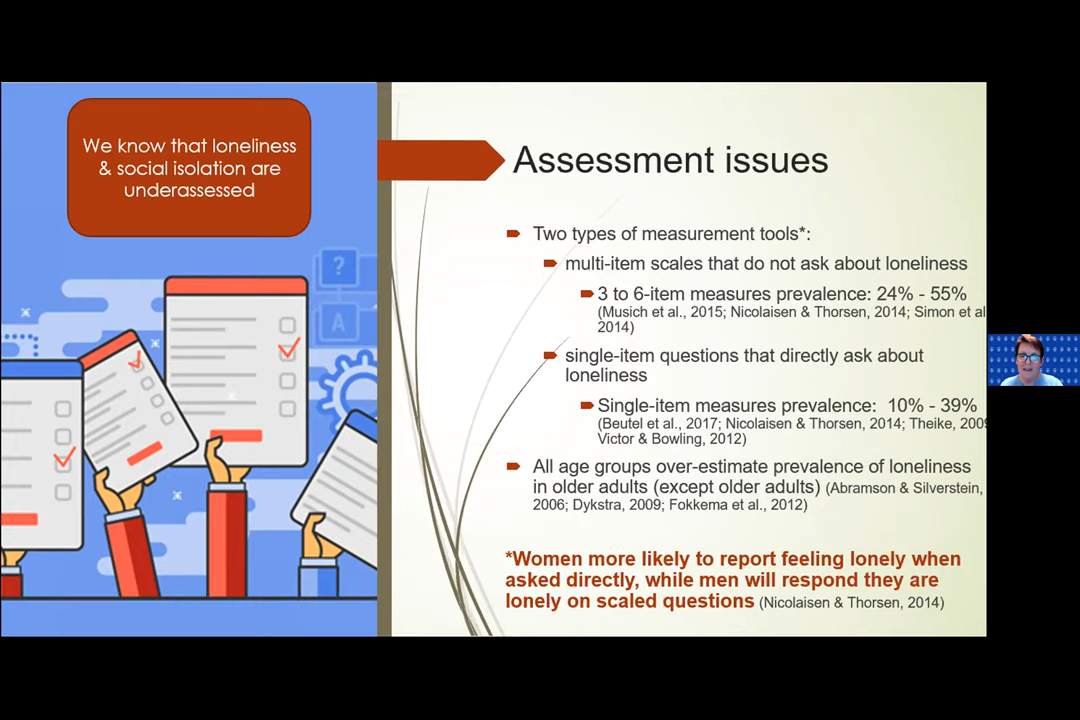 We know that loneliness
& social isolation are
underassessed
?
A
Assessment issues
Two types of measurement tools*:
multi-item scales that do not ask about loneliness
3 to 6-item measures prevalence: 24% - 55%
(Musich et al., 2015; Nicolaisen & Thorsen, 2014; Simon et al
2014)
single-item questions that directly ask about
loneliness
Single-item measures prevalence: 10% - 39%
(Beutel et al., 2017; Nicolaisen & Thorsen, 2014; Theike, 2009
Victor & Bowling, 2012)
All age groups over-estimate prevalence of loneliness
in older adults (except older adults) (Abramson & Silverstein,
2006; Dykstra, 2009; Fokkema et al., 2012)
*Women more likely to report feeling lonely when
asked directly, while men will respond they are
lonely on scaled questions (Nicolaisen & Thorsen, 2014)